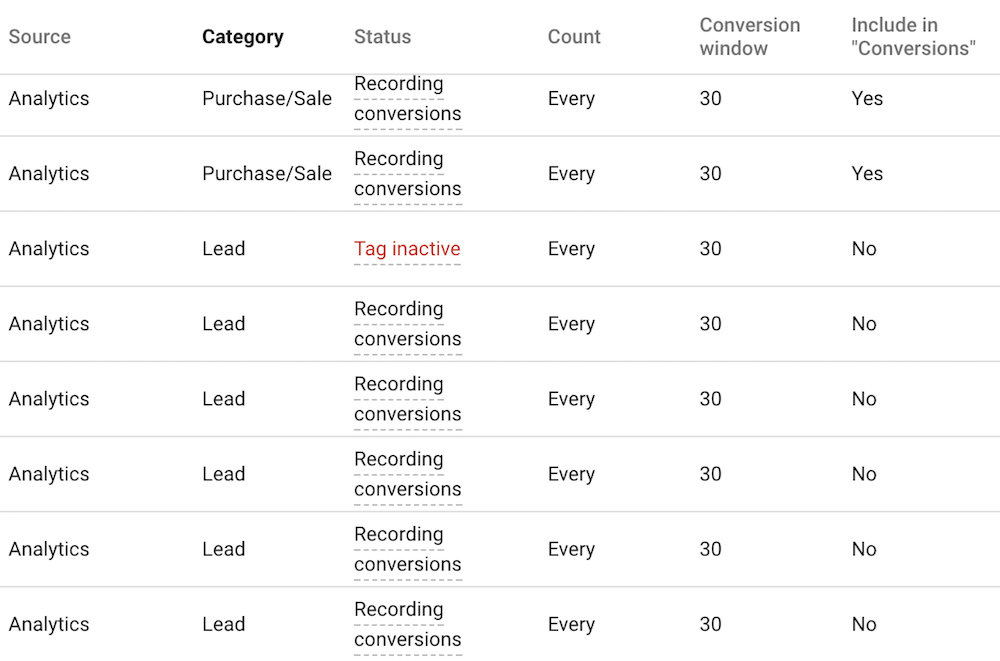 Source Category Status Count Conversion window Include in "Conversions"
Analytics Purchase/Sale Recording conversions Every 30 Yes
Analytics Purchase/Sale Recording conversions Every 30 Yes
Analytics Lead Tag inactive Every 30 No
Analytics Lead Recording conversions Every 30 No
Analytics Lead Recording conversions Every 30 No
Analytics Lead Recording conversions Every 30 No
Analytics Lead Recording conversions Every 30 No
Analytics Lead Recording conversions Every 30 No